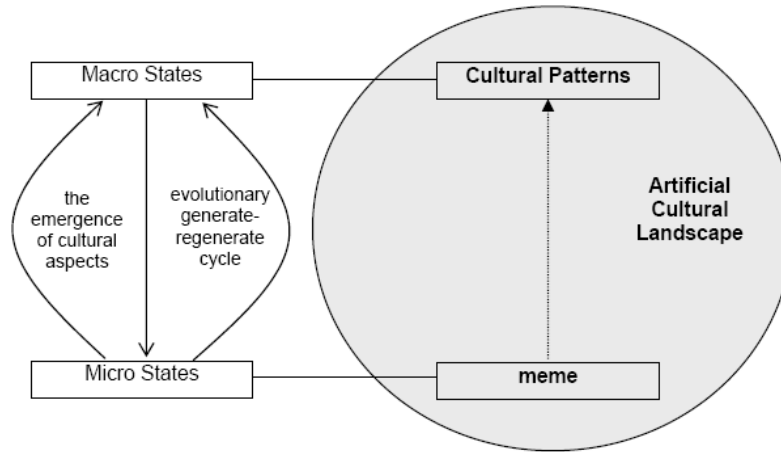 Macro States
Cultural Patterns
the
emergence
of cultural
aspects
evolutionary
generate-
regenerate
cycle
Artificial
Cultural
Landscape
Micro States
meme